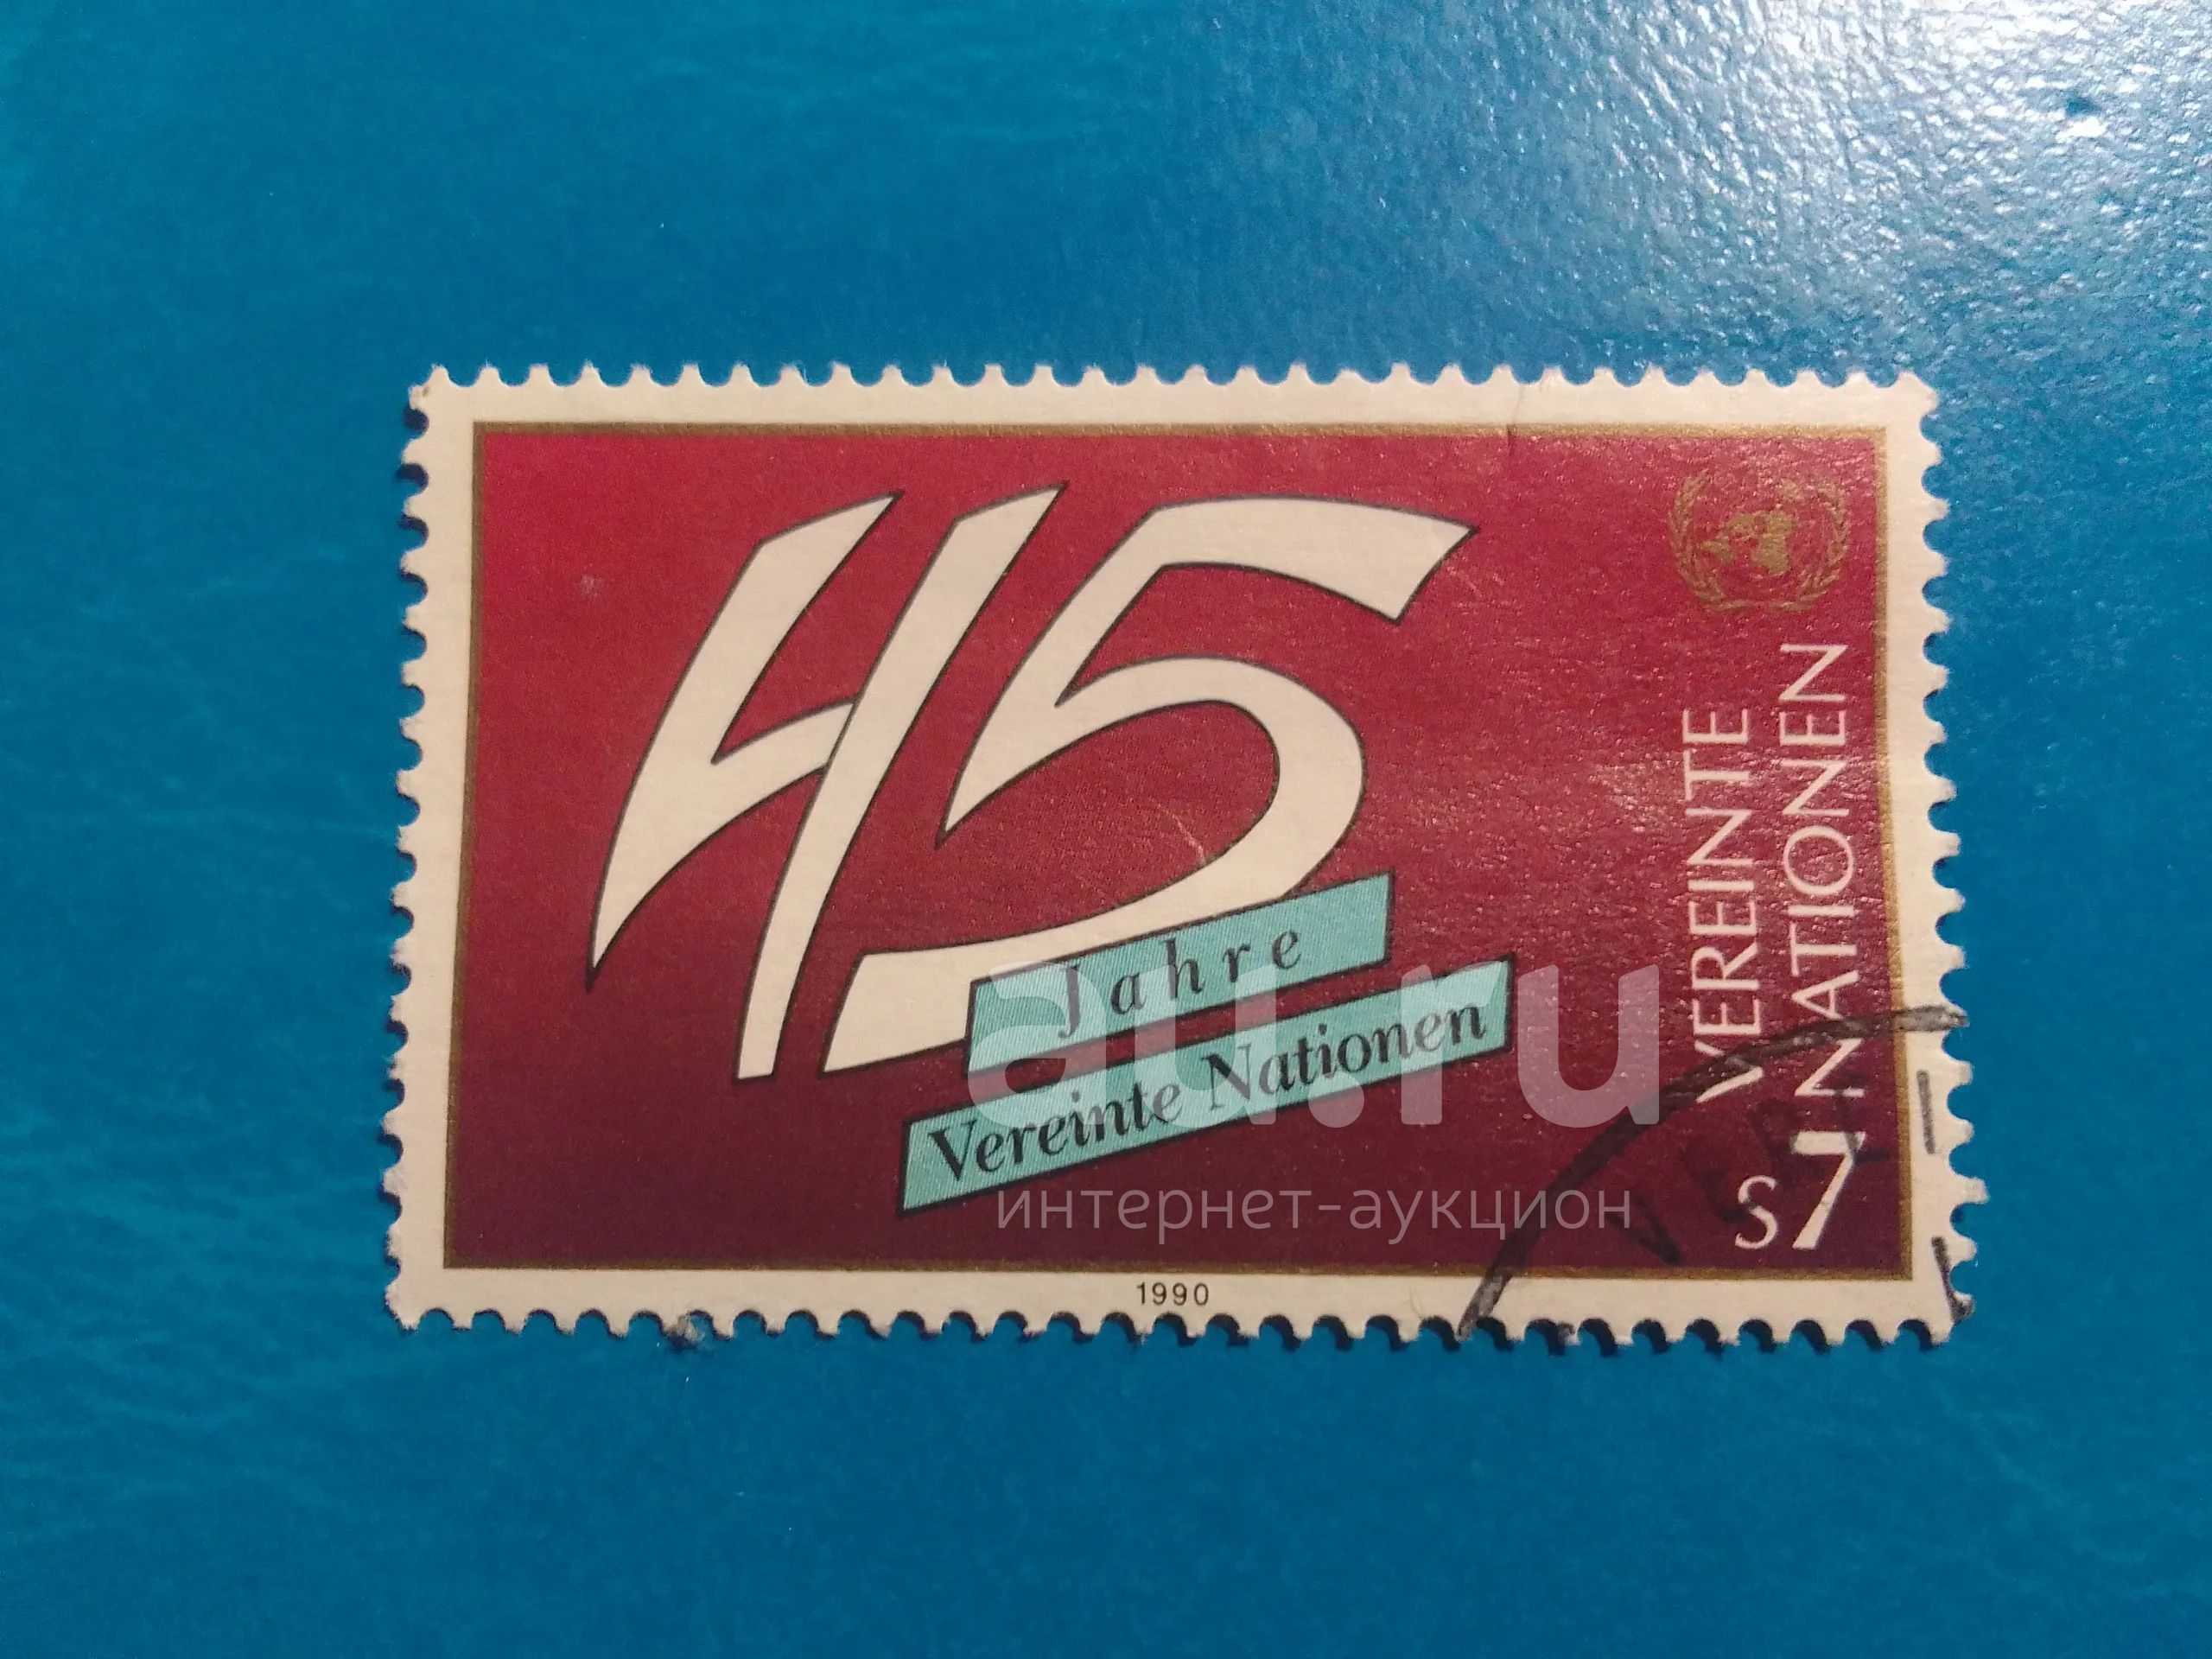 45
Jahre
Vereinte Nationen
VEREINTE
NATIONEN
S7
1990
au.ru
интернет-аукцион